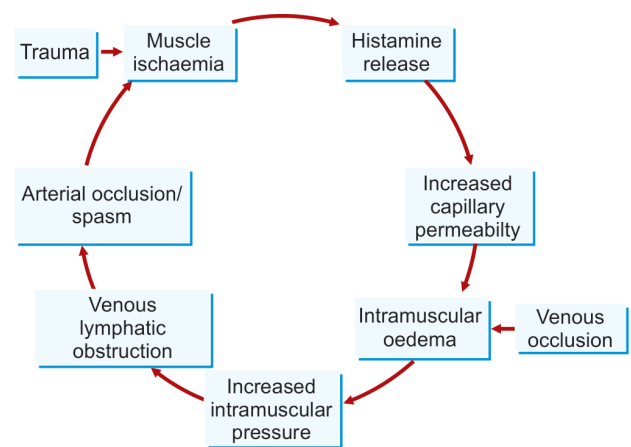 Trauma
Muscle
ischaemia
Histamine
release
Increased
capillary
permeabilty
Intramuscular
oedema
Venous
occlusion
Increased
intramuscular
pressure
Venous
lymphatic
obstruction
Arterial occlusion/
spasm